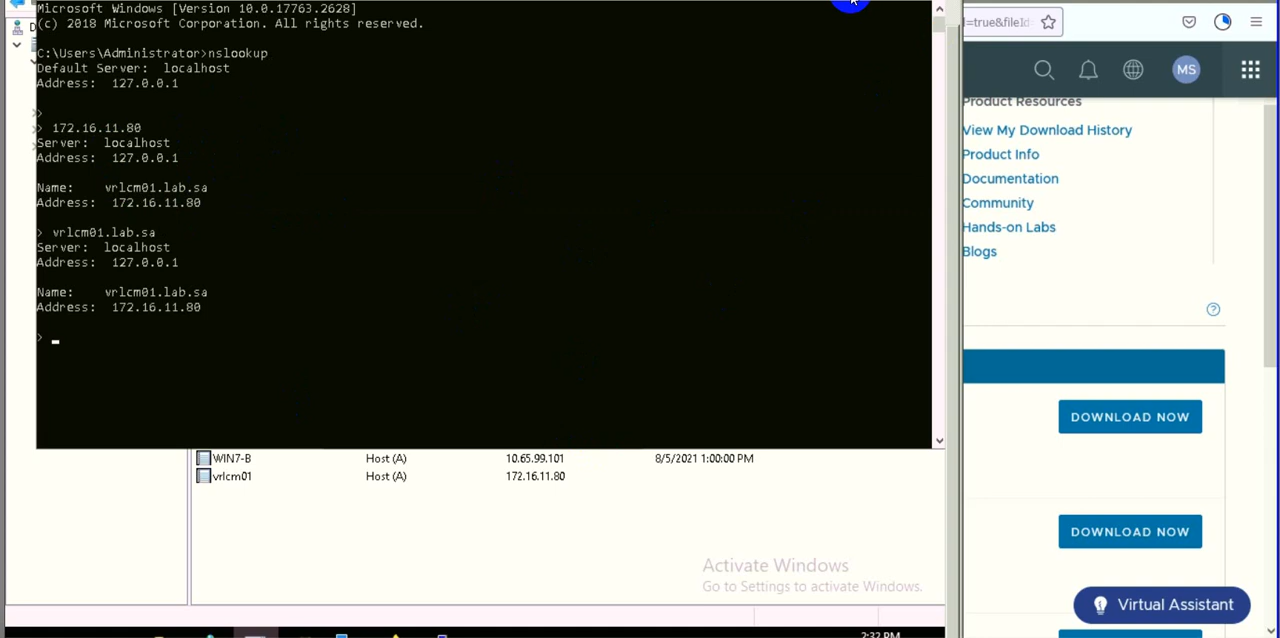 Microsoft Windows [Version 10.0.17763.2628]
(c) 2018 Microsoft Corporation. All rights reserved.
C:\Users\Administrator>nslookup
Default Server:  localhost
Address:  127.0.0.1
>
> 172.16.11.80
Server:  localhost
Address:  127.0.0.1
Name:    vrlcm01.lab.sa
Address:  172.16.11.80
> vrlcm01.lab.sa
Server:  localhost
Address:  127.0.0.1
Name:    vrlcm01.lab.sa
Address:  172.16.11.80
>
WIN7-B Host (A) 10.65.99.101 8/5/2021 1:00:00 PM
vrlcm01 Host (A) 172.16.11.80
Activate Windows
Go to Settings to activate Windows.
2:32 PM
l=true&fileId
MS
Product Resources
View My Download History
Product Info
Documentation
Community
Hands-on Labs
Blogs
DOWNLOAD NOW
DOWNLOAD NOW
Virtual Assistant